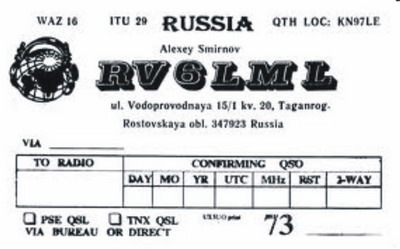 WAZ 16 ITU 29 RUSSIA QTH LOC: KN97LE
Alexey Smirnov
RV6LML
ul. Vodoprovodnaya 15/1 kv. 20, Taganrog-
Rostovskaya obl. 347923 Russia
VIA
TO RADIO CONFIRMING QSO
DAY MO YR UTC MHz RST 2-WAY
PSE QSL TNX QSL 73
VIA BUREAU OR DIRECT